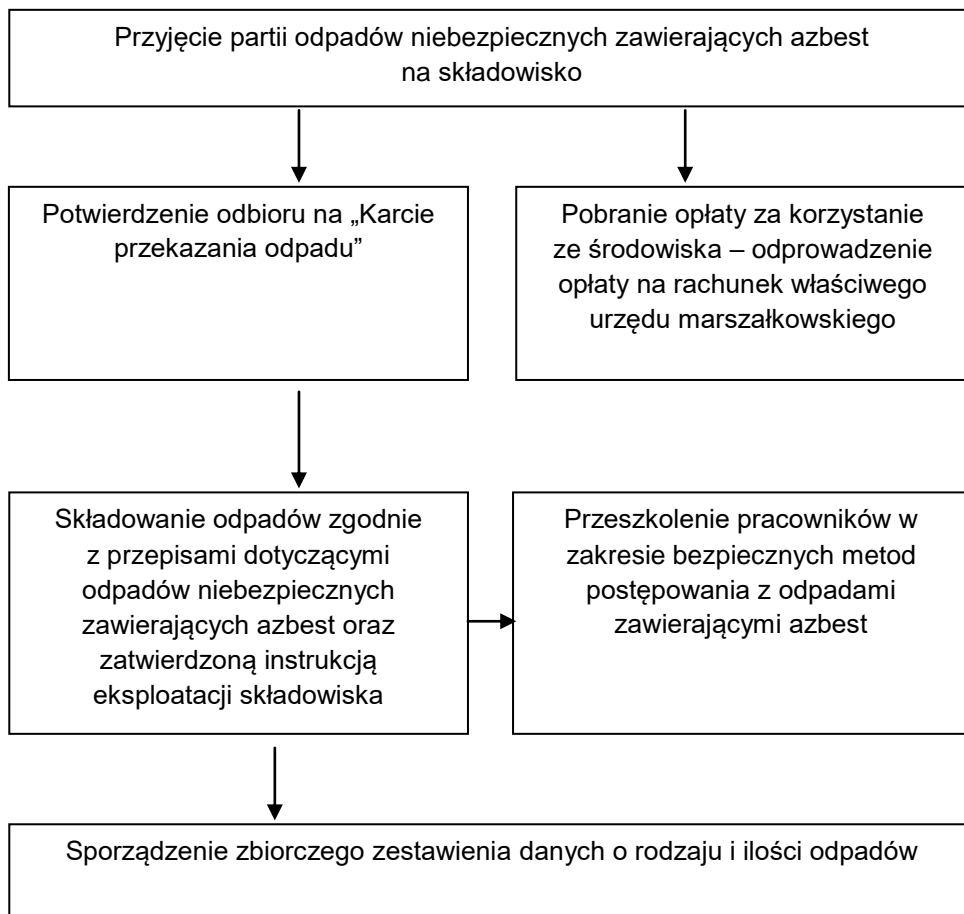 Przyjęcie partii odpadów niebezpiecznych zawierających azbest
na składowisko
Potwierdzenie odbioru na „Karcie
przekazania odpadu”
Pobranie opłaty za korzystanie
ze środowiska – odprowadzenie
opłaty na rachunek właściwego
urzędu marszałkowskiego
Składowanie odpadów zgodnie
z przepisami dotyczącymi
odpadów niebezpiecznych
zawierających azbest oraz
zatwierdzoną instrukcją
eksploatacji składowiska
Przeszkolenie pracowników w
zakresie bezpiecznych metod
postępowania z odpadami
zawierającymi azbest
Sporządzenie zbiorczego zestawienia danych o rodzaju i ilości odpadów